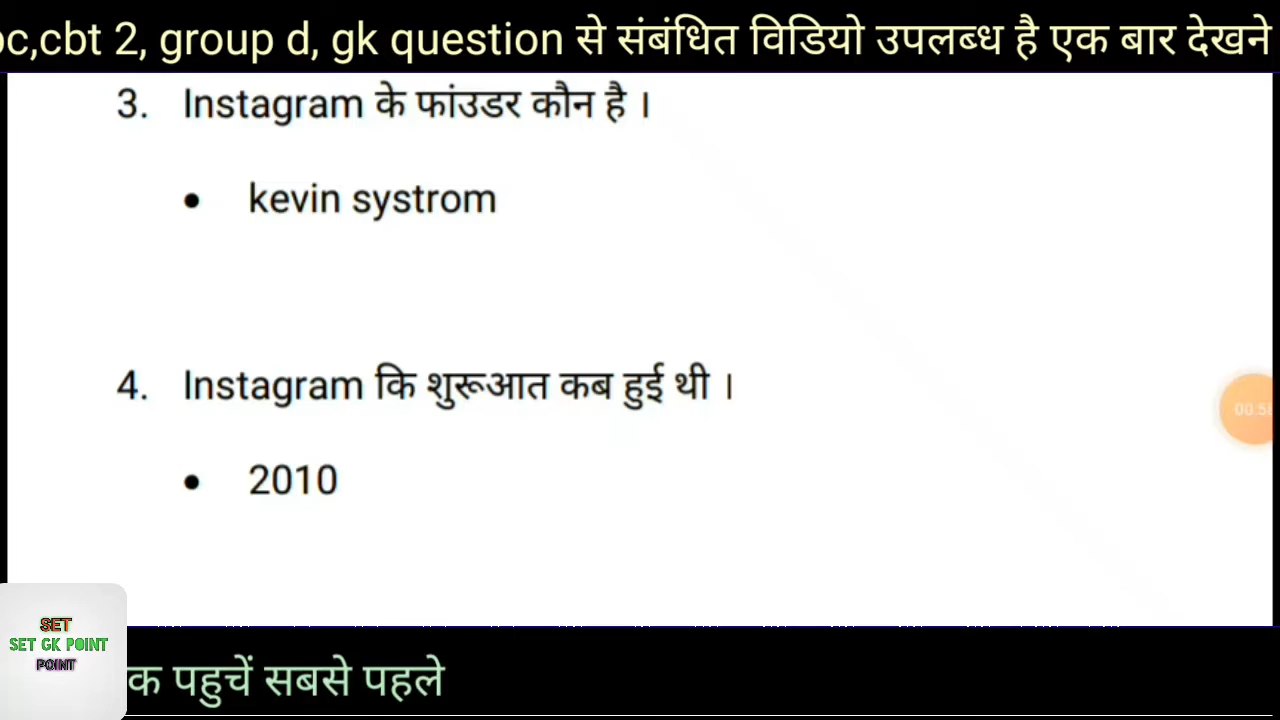 c,cbt 2, group d, gk question से संबंधित विडियो उपलब्ध है एक बार देखने
3. Instagram के फांउडर कौन है ।
• kevin systrom
4. Instagram कि शुरूआत कब हुई थी ।
• 2010
SET
SET GK POINT
POINT
क पहुचें सबसे पहले